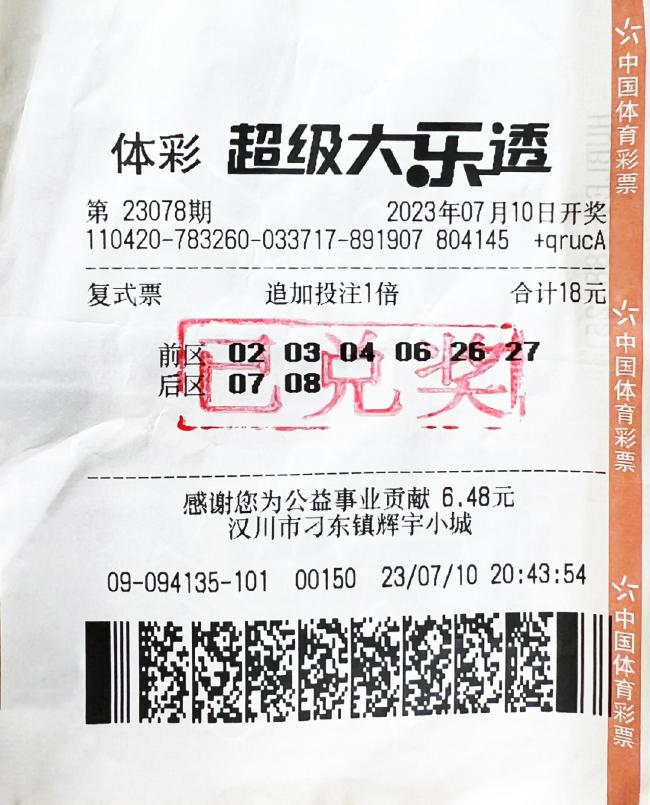 体彩 超级大乐透
第 23078期 2023年07月10日开奖
110420-783260-033717-891907 804145 +qrucA
复式票 追加投注1倍 合计18元
前区 02 03 04 06 26 27
后区 07 08
已兑奖
感谢您为公益事业贡献 6.48元
汉川市刁东镇辉宇小城
09-094135-101 00150 23/07/10 20:43:54
中国体育彩票
中国体育彩票
中国体育彩票